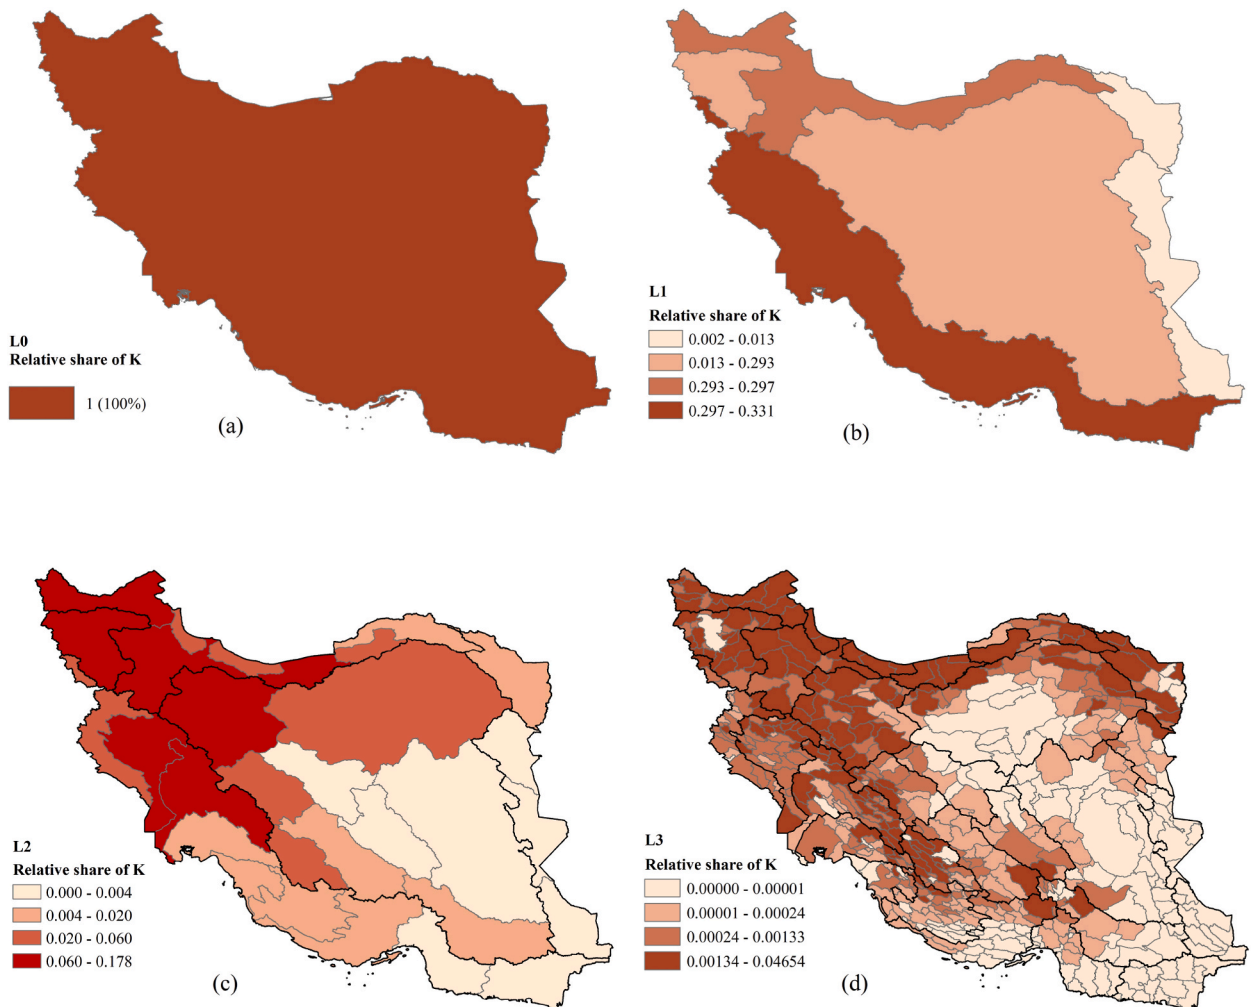 L0
Relative share of K
1 (100%)
(a)
L1
Relative share of K
0.002 - 0.013
0.013 - 0.293
0.293 - 0.297
0.297 - 0.331
(b)
L2
Relative share of K
0.000 - 0.004
0.004 - 0.020
0.020 - 0.060
0.060 - 0.178
(c)
L3
Relative share of K
0.00000 - 0.00001
0.00001 - 0.00024
0.00024 - 0.00133
0.00134 - 0.04654
(d)